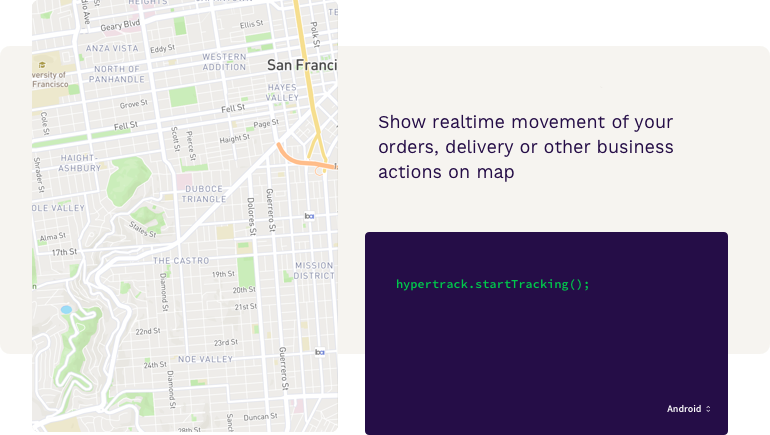 HEIGHTS
Ellis St
Polk St
Geary Blvd
ANZA VISTA
Eddy St
WESTERN
ADDITION
San Franci
NORTH OF
PANHANDLE
versity of
Francisco
HAYES
VALLEY
Grove St
Fell St
Cole St
Fell St
Page St
Scott St
Pierce St
Haight St
HAIGHT-
ASHBURY
Shrader St
DUBOCE
TRIANGLE
Guerrero St
Dolores St
OLE VALLEY
States St
Alma St
17th St
THE CASTRO
19th St
MISSION
DISTRICT
Diamond St
20th St
21st St
22nd St
23rd St
NOE VALLEY
Guerrero St
24th St
Diamond St
Duncan St
Show realtime movement of your
orders, delivery or other business
actions on map
hypertrack.startTracking();
Android